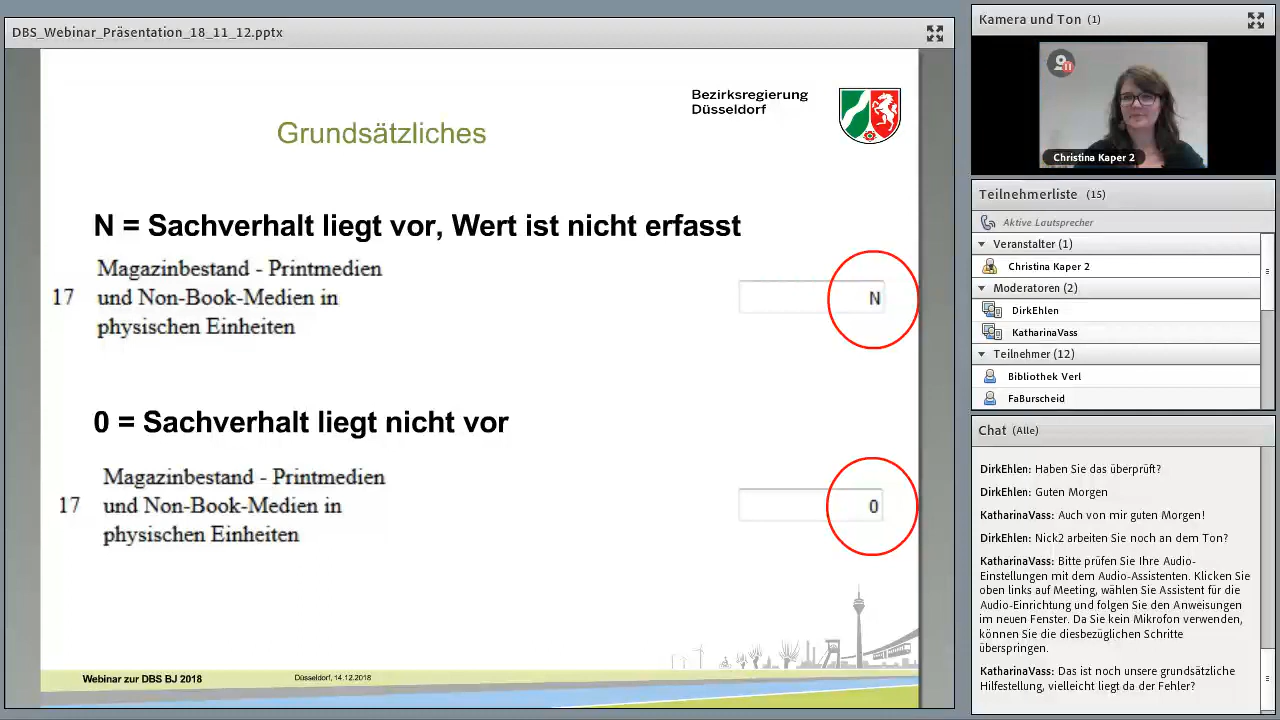 DBS_Webinar_Präsentation_18_11_12.pptx
Bezirksregierung
Düsseldorf
Grundsätzliches
N = Sachverhalt liegt vor, Wert ist nicht erfasst
Magazinbestand - Printmedien
17 und Non-Book-Medien in N
physischen Einheiten
0 = Sachverhalt liegt nicht vor
Magazinbestand - Printmedien
17 und Non-Book-Medien in 0
physischen Einheiten
Webinar zur DBS BJ 2018 Düsseldorf, 14.12.2018
Kamera und Ton (1)
Christina Kaper 2
Teilnehmerliste (15)
Aktive Lautsprecher
Veranstalter (1)
Christina Kaper 2
Moderatoren (2)
DirkEhlen
KatharinaVass
Teilnehmer (12)
Bibliothek Verl
FaBurscheid
Chat (Alle)
DirkEhlen: Haben Sie das überprüft?
DirkEhlen: Guten Morgen
KatharinaVass: Auch von mir guten Morgen!
DirkEhlen: Nick2 arbeiten Sie noch an dem Ton?
KatharinaVass: Bitte prüfen Sie Ihre Audio-
Einstellungen mit dem Audio-Assistenten. Klicken Sie
oben links auf Meeting, wählen Sie Assistent für die
Audio-Einrichtung und folgen Sie den Anweisungen
im neuen Fenster. Da Sie kein Mikrofon verwenden,
können Sie die diesbezüglichen Schritte
überspringen.
KatharinaVass: Das ist noch unsere grundsätzliche
Hilfestellung, vielleicht liegt da der Fehler?